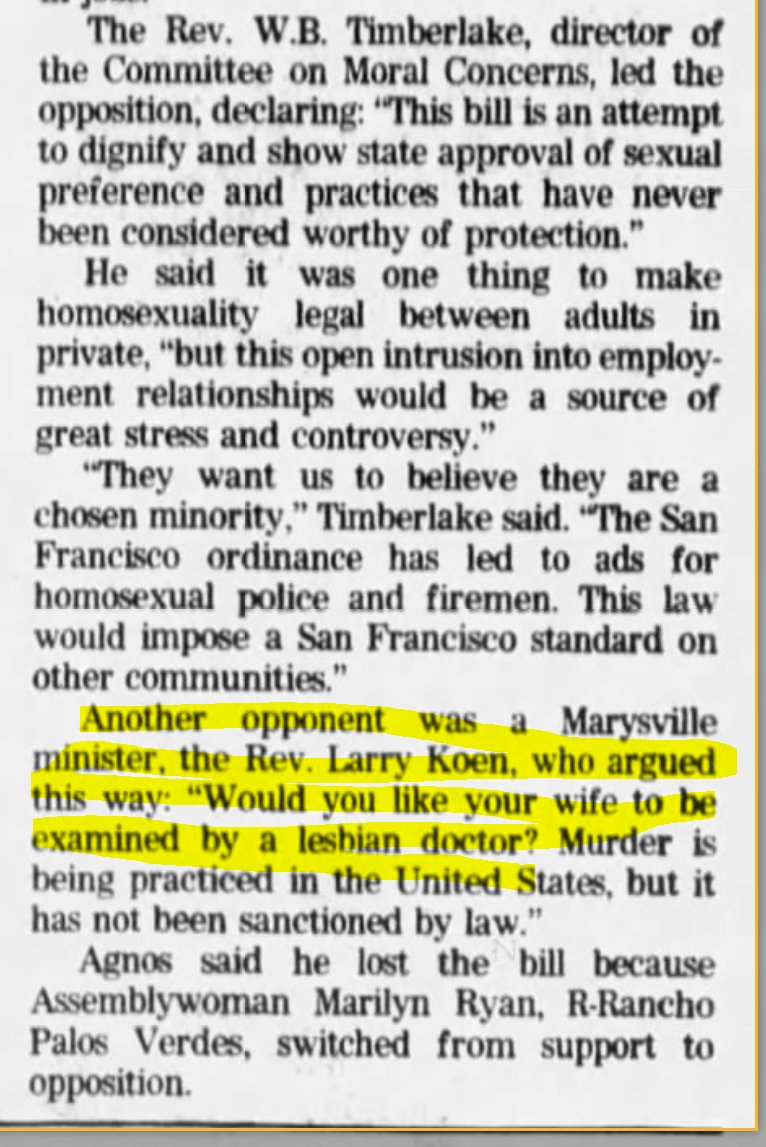 The Rev. W.B. Timberlake, director of
the Committee on Moral Concerns, led the
opposition, declaring: “This bill is an attempt
to dignify and show state approval of sexual
preference and practices that have never
been considered worthy of protection.”
He said it was one thing to make
homosexuality legal between adults in
private, “but this open intrusion into employ-
ment relationships would be a source of
great stress and controversy.”
“They want us to believe they are a
chosen minority,” Timberlake said. “The San
Francisco ordinance has led to ads for
homosexual police and firemen. This law
would impose a San Francisco standard on
other communities.”
Another opponent was a Marysville
minister, the Rev. Larry Koen, who argued
this way: “Would you like your wife to be
examined by a lesbian doctor? Murder is
being practiced in the United States, but it
has not been sanctioned by law.”
Agnos said he lost the bill because
Assemblywoman Marilyn Ryan, R-Rancho
Palos Verdes, switched from support to
opposition.